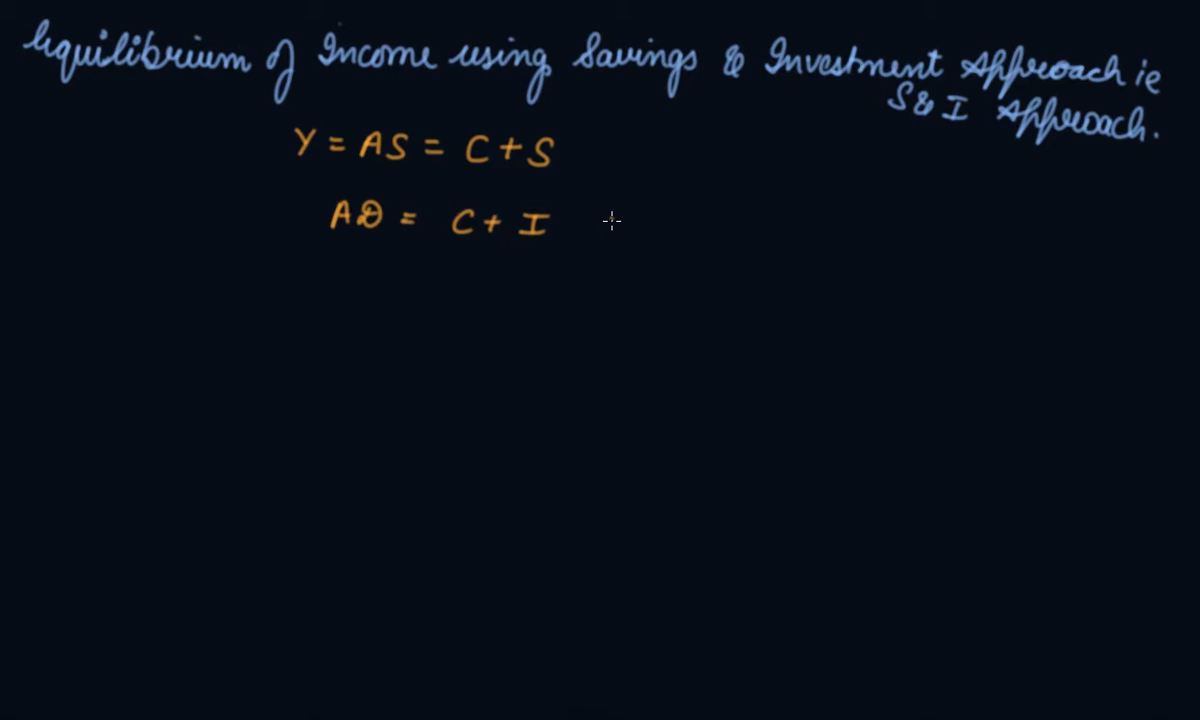 Equilibrium of Income using Savings & Investment Approach ie
S & I Approach.
Y = AS = C + S
AD = C + I